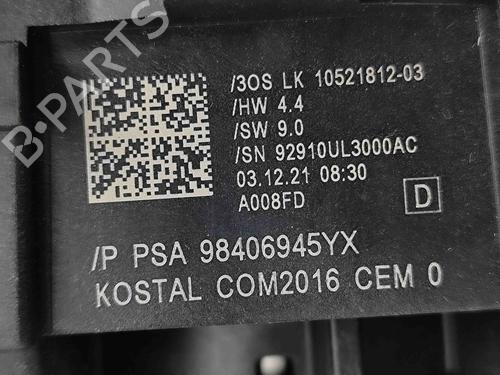 B-PARTS
/3OS LK 10521812-03
/HW 4.4
/SW 9.0
/SN 92910UL3000AC
03.12.21 08:30
A008FD D
/P PSA 98406945YX
KOSTAL COM2016 CEM 0